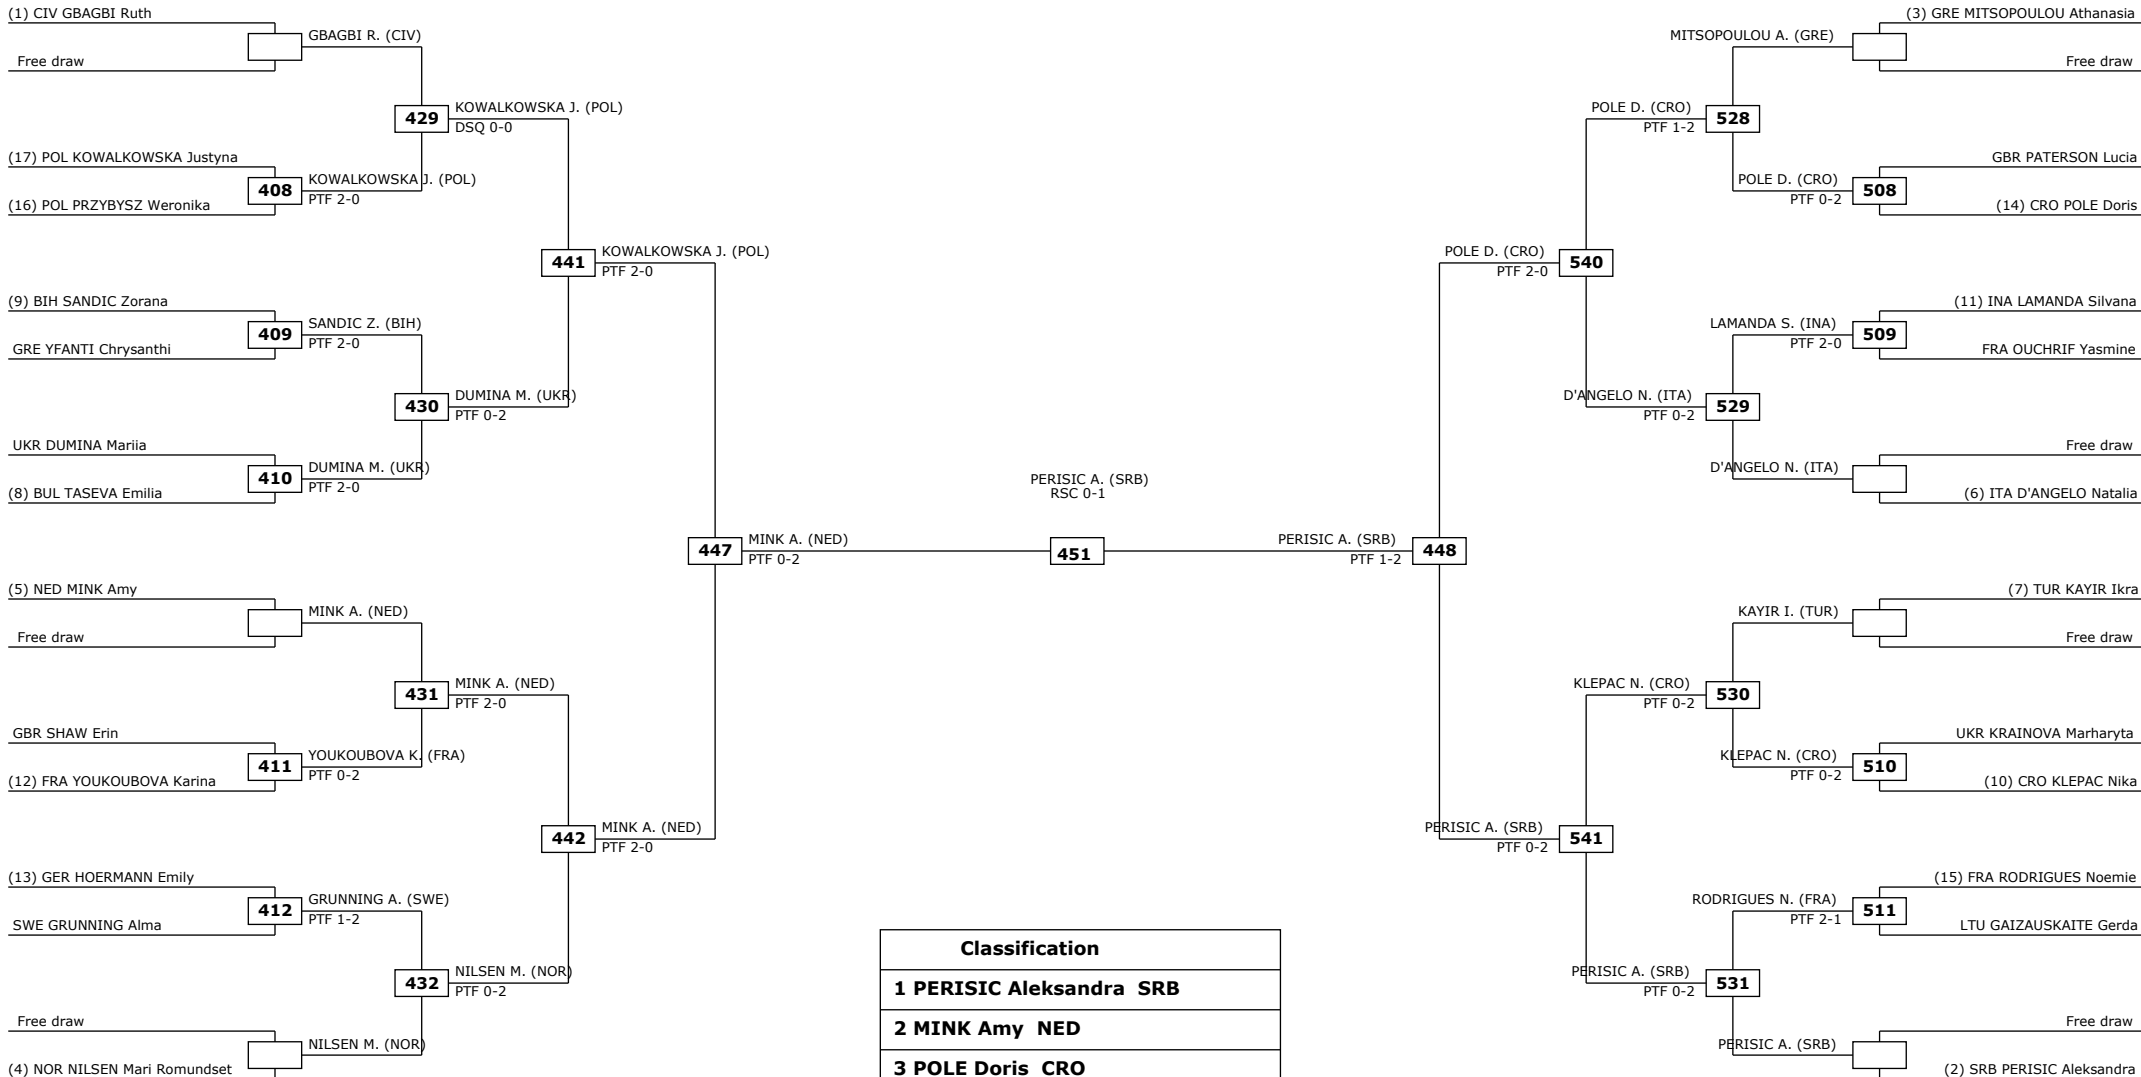 (1) CIV GBAGBI Ruth
Free draw
GBAGBI R. (CIV)
429
KOWALKOWSKA J. (POL)
DSQ 0-0
(17) POL KOWALKOWSKA Justyna
(16) POL PRZYBYSZ Weronika
408
KOWALKOWSKA J. (POL)
PTF 2-0
441
KOWALKOWSKA J. (POL)
PTF 2-0
(9) BIH SANDIC Zorana
GRE YFANTI Chrysanthi
409
SANDIC Z. (BIH)
PTF 2-0
430
DUMINA M. (UKR)
PTF 0-2
UKR DUMINA Mariia
(8) BUL TASEVA Emilia
410
DUMINA M. (UKR)
PTF 2-0
447
MINK A. (NED)
PTF 0-2
(5) NED MINK Amy
Free draw
MINK A. (NED)
431
MINK A. (NED)
PTF 2-0
GBR SHAW Erin
(12) FRA YOUKOUBOVA Karina
411
YOUKOUBOVA K. (FRA)
PTF 0-2
442
MINK A. (NED)
PTF 2-0
(13) GER HOERMANN Emily
SWE GRUNNING Alma
412
GRUNNING A. (SWE)
PTF 1-2
432
NILSEN M. (NOR)
PTF 0-2
Free draw
(4) NOR NILSEN Mari Romundset
NILSEN M. (NOR)
PERISIC A. (SRB)
RSC 0-1
451
Classification
1 PERISIC Aleksandra SRB
2 MINK Amy NED
3 POLE Doris CRO
(3) GRE MITSOPOULOU Athanasia
Free draw
MITSOPOULOU A. (GRE)
POLE D. (CRO)
PTF 1-2
528
GBR PATERSON Lucia
(14) CRO POLE Doris
POLE D. (CRO)
PTF 0-2
508
POLE D. (CRO)
PTF 2-0
540
(11) INA LAMANDA Silvana
FRA OUCHRIF Yasmine
LAMANDA S. (INA)
PTF 2-0
509
D'ANGELO N. (ITA)
PTF 0-2
529
Free draw
(6) ITA D'ANGELO Natalia
D'ANGELO N. (ITA)
PERISIC A. (SRB)
PTF 1-2
448
(7) TUR KAYIR Ikra
Free draw
KAYIR I. (TUR)
KLEPAC N. (CRO)
PTF 0-2
530
UKR KRAINOVA Marharyta
(10) CRO KLEPAC Nika
KLEPAC N. (CRO)
PTF 0-2
510
PERISIC A. (SRB)
PTF 0-2
541
(15) FRA RODRIGUES Noemie
LTU GAIZAUSKAITE Gerda
RODRIGUES N. (FRA)
PTF 2-1
511
PERISIC A. (SRB)
PTF 0-2
531
Free draw
(2) SRB PERISIC Aleksandra
PERISIC A. (SRB)